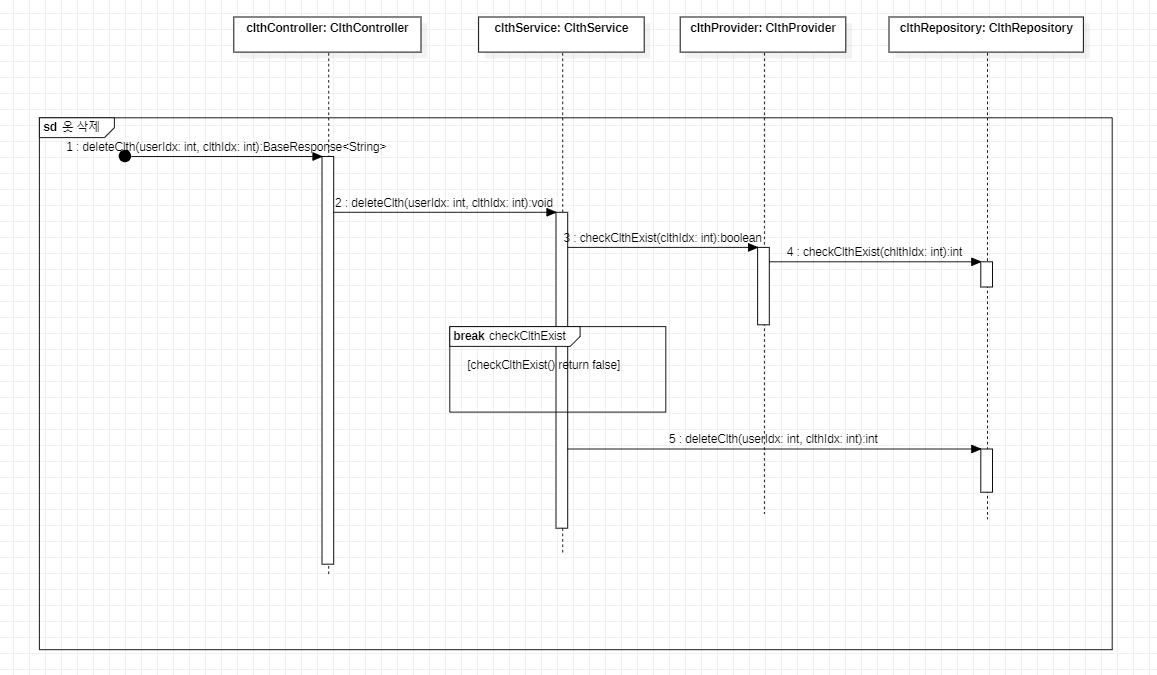 clthController: ClthController
clthService: ClthService
clthProvider: ClthProvider
clthRepository: ClthRepository
sd 옷 삭제
1 : deleteClth(userIdx: int, clthIdx: int):BaseResponse<String>
2 : deleteClth(userIdx: int, clthIdx: int):void
3 : checkClthExist(clthIdx: int):boolean
4 : checkClthExist(chlthIdx: int):int
break checkClthExist
[checkClthExist() return false]
5 : deleteClth(userIdx: int, clthIdx: int):int